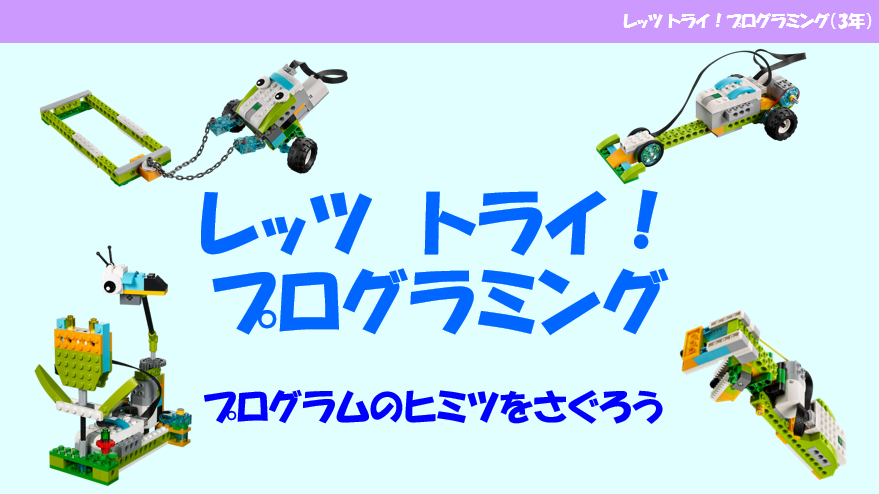 レッツ トライ！プログラミング（3年）
レッツ トライ！
プログラミング
プログラムのヒミツをさぐろう